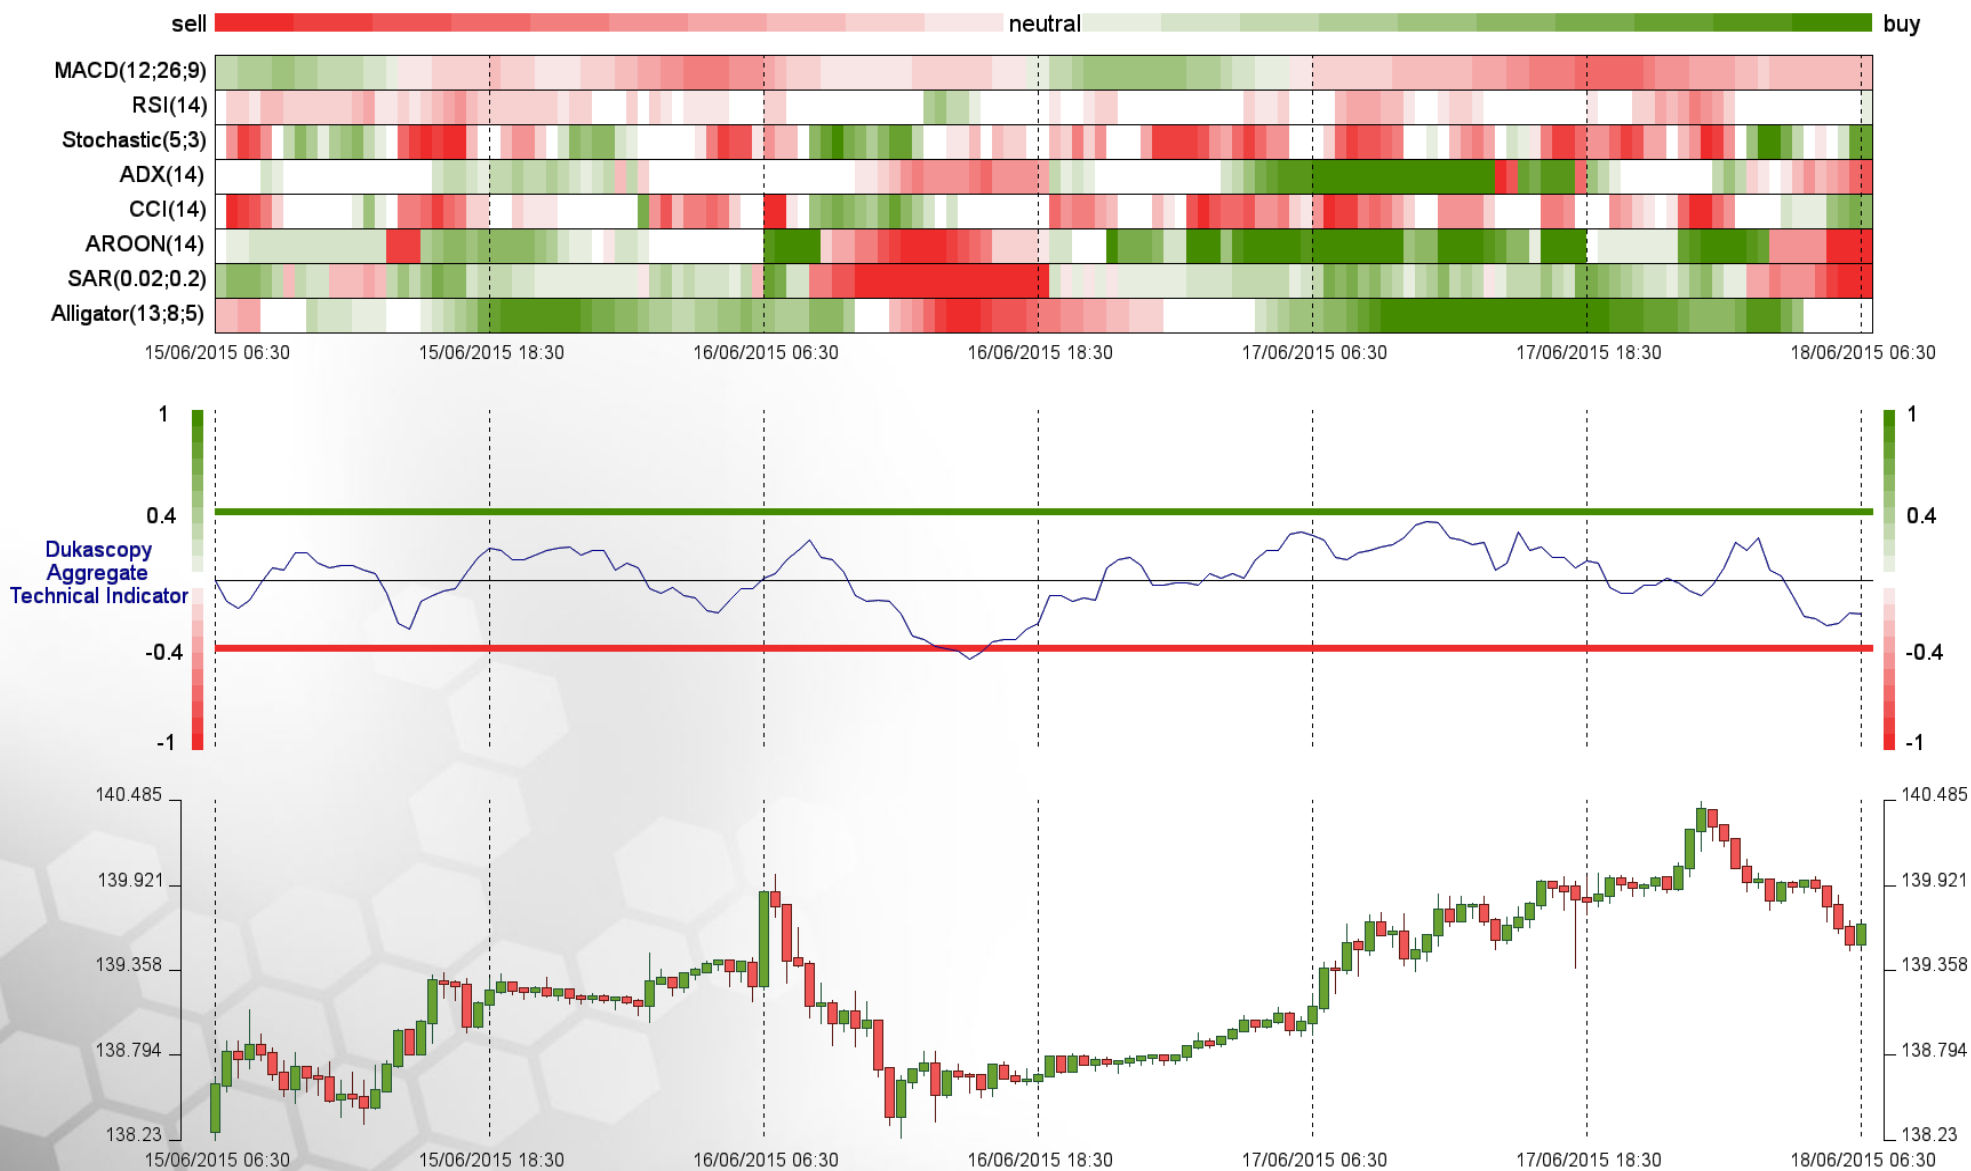 sell neutral buy
MACD(12;26;9)
RSI(14)
Stochastic(5;3)
ADX(14)
CCI(14)
AROON(14)
SAR(0.02;0.2)
Alligator(13;8;5)
15/06/2015 06:30 15/06/2015 18:30 16/06/2015 06:30 16/06/2015 18:30 17/06/2015 06:30 17/06/2015 18:30 18/06/2015 06:30
1 1
0.4 0.4
Dukascopy
Aggregate
Technical Indicator
-0.4 -0.4
-1 -1
140.485 140.485
139.921 139.921
139.358 139.358
138.794 138.794
138.23 138.23
15/06/2015 06:30 15/06/2015 18:30 16/06/2015 06:30 16/06/2015 18:30 17/06/2015 06:30 17/06/2015 18:30 18/06/2015 06:30